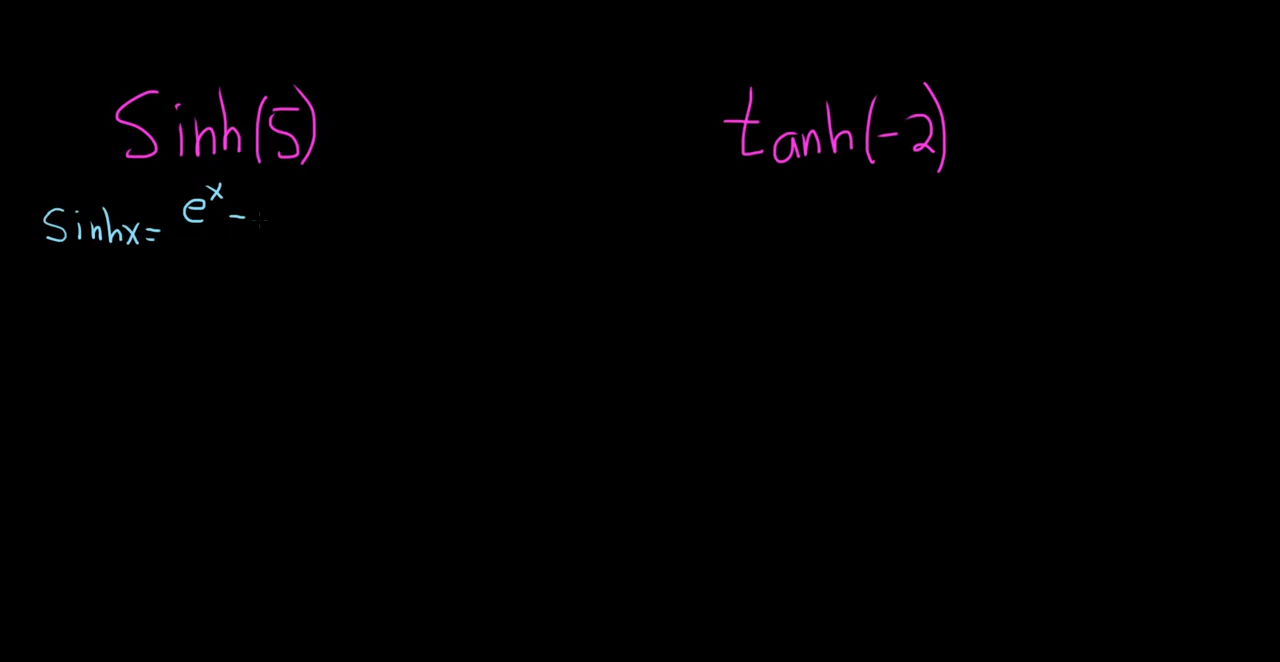 Sinh(5)
tanh(-2)
Sinhx= e^x -